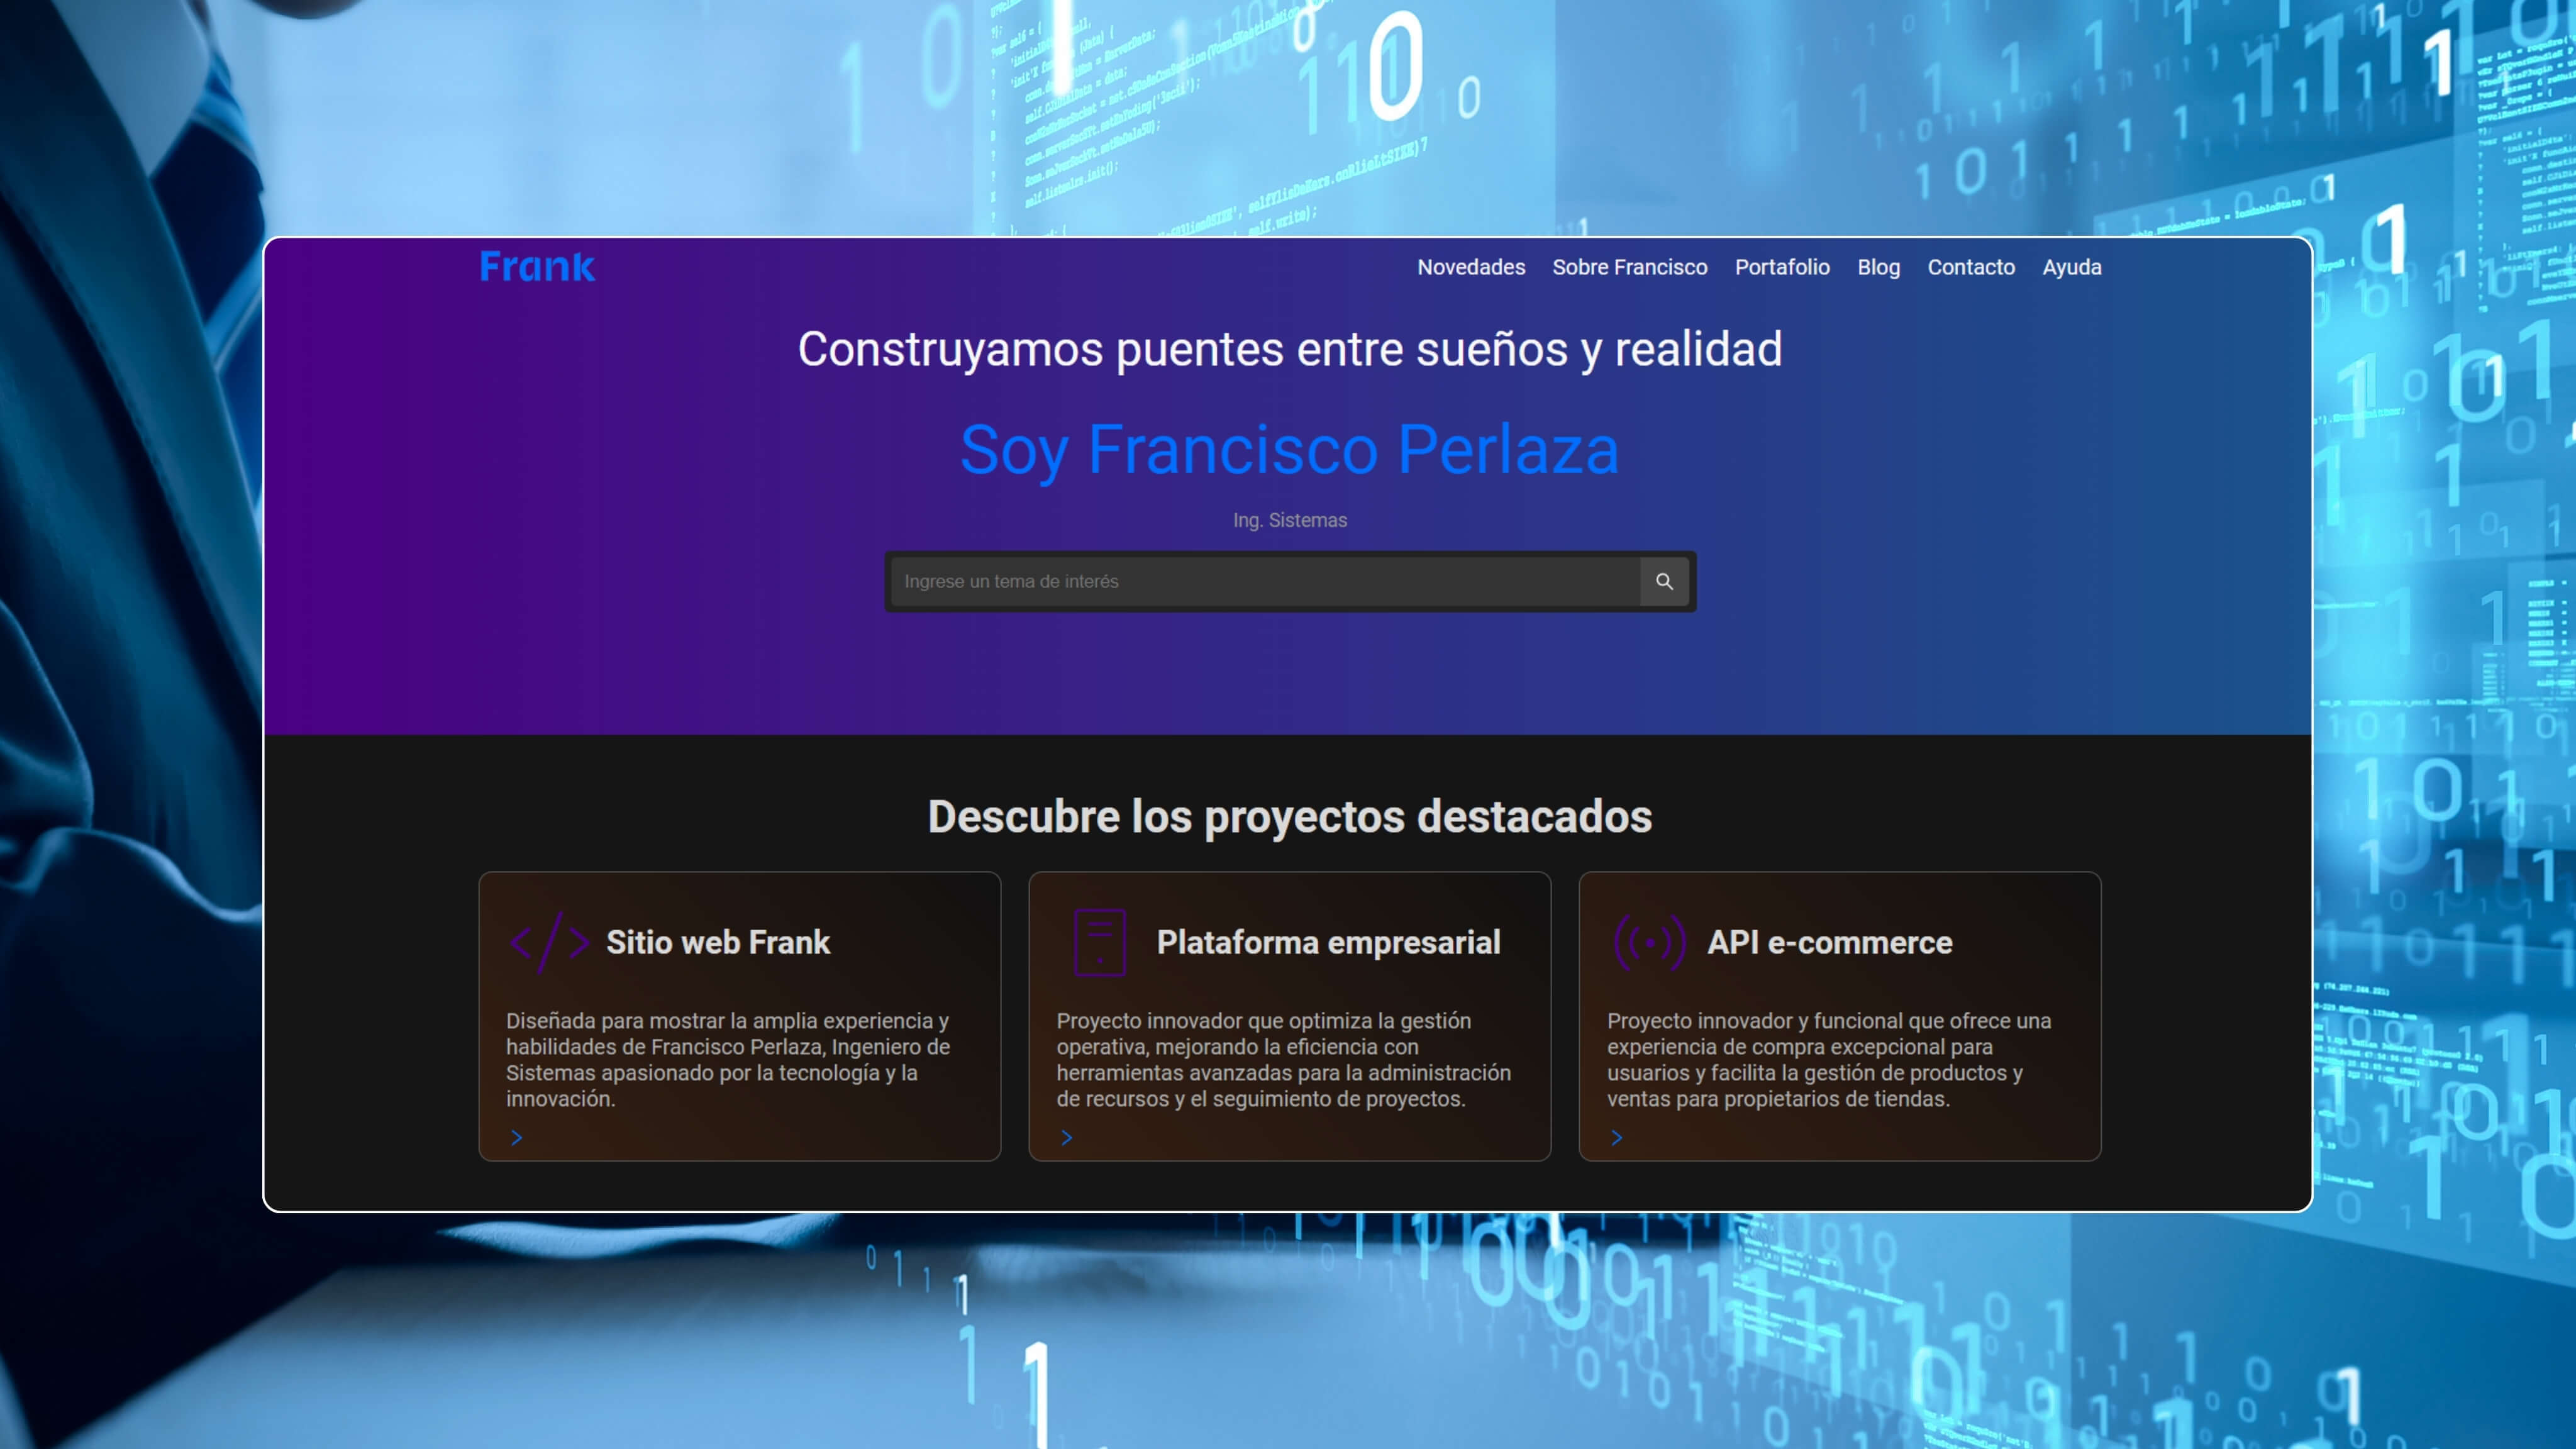 Frank
Novedades Sobre Francisco Portafolio Blog Contacto Ayuda
Construyamos puentes entre sueños y realidad
Soy Francisco Perlaza
Ing. Sistemas
Ingrese un tema de interés
Descubre los proyectos destacados
Sitio web Frank
Diseñada para mostrar la amplia experiencia y
habilidades de Francisco Perlaza, Ingeniero de
Sistemas apasionado por la tecnología y la
innovación.
Plataforma empresarial
Proyecto innovador que optimiza la gestión
operativa, mejorando la eficiencia con
herramientas avanzadas para la administración
de recursos y el seguimiento de proyectos.
API e-commerce
Proyecto innovador y funcional que ofrece una
experiencia de compra excepcional para
usuarios y facilita la gestión de productos y
ventas para propietarios de tiendas.